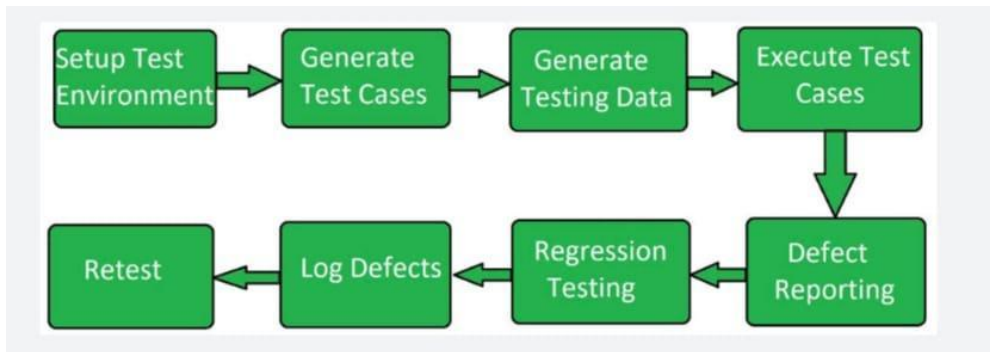 Setup Test
Environment
Generate
Test Cases
Generate
Testing Data
Execute Test
Cases
Defect
Reporting
Regression
Testing
Log Defects
Retest